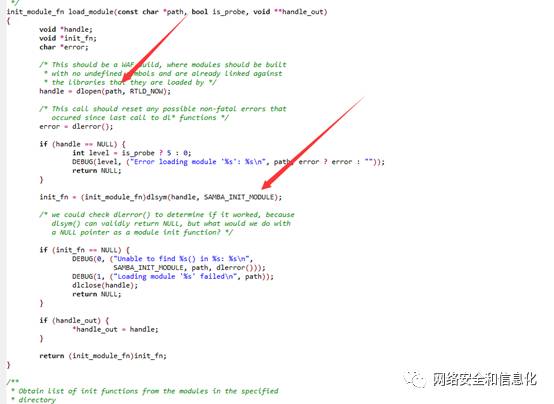 */
init_module_fn load_module(const char *path, bool is_probe, void **handle_out)
{
void *handle;
void *init_fn;
char *error;
/* This should be a WAF build, where modules should be built
* with no undefined symbols and are already linked against
* the libraries that they are loaded by */
handle = dlopen(path, RTLD_NOW);
/* This call should reset any possible non-fatal errors that
occured since last call to dl* functions */
error = dlerror();
if (handle == NULL) {
int level = is_probe ? 5 : 0;
DEBUG(level, ("Error loading module '%s': %s\n", path, error ? error : ""));
return NULL;
}
init_fn = (init_module_fn)dlsym(handle, SAMBA_INIT_MODULE);
/* we could check dlerror() to determine if it worked, because
dlsym() can validly return NULL, but what would we do with
a NULL pointer as a module init function? */
if (init_fn == NULL) {
DEBUG(0, ("Unable to find %s() in %s: %s\n",
SAMBA_INIT_MODULE, path, dlerror()));
DEBUG(1, ("Loading module '%s' failed\n", path));
dlclose(handle);
return NULL;
}
if (handle_out) {
*handle_out = handle;
}
return (init_module_fn)init_fn;
}
/**
* Obtain list of init functions from the modules in the specified
* directory
网络安全和信息化